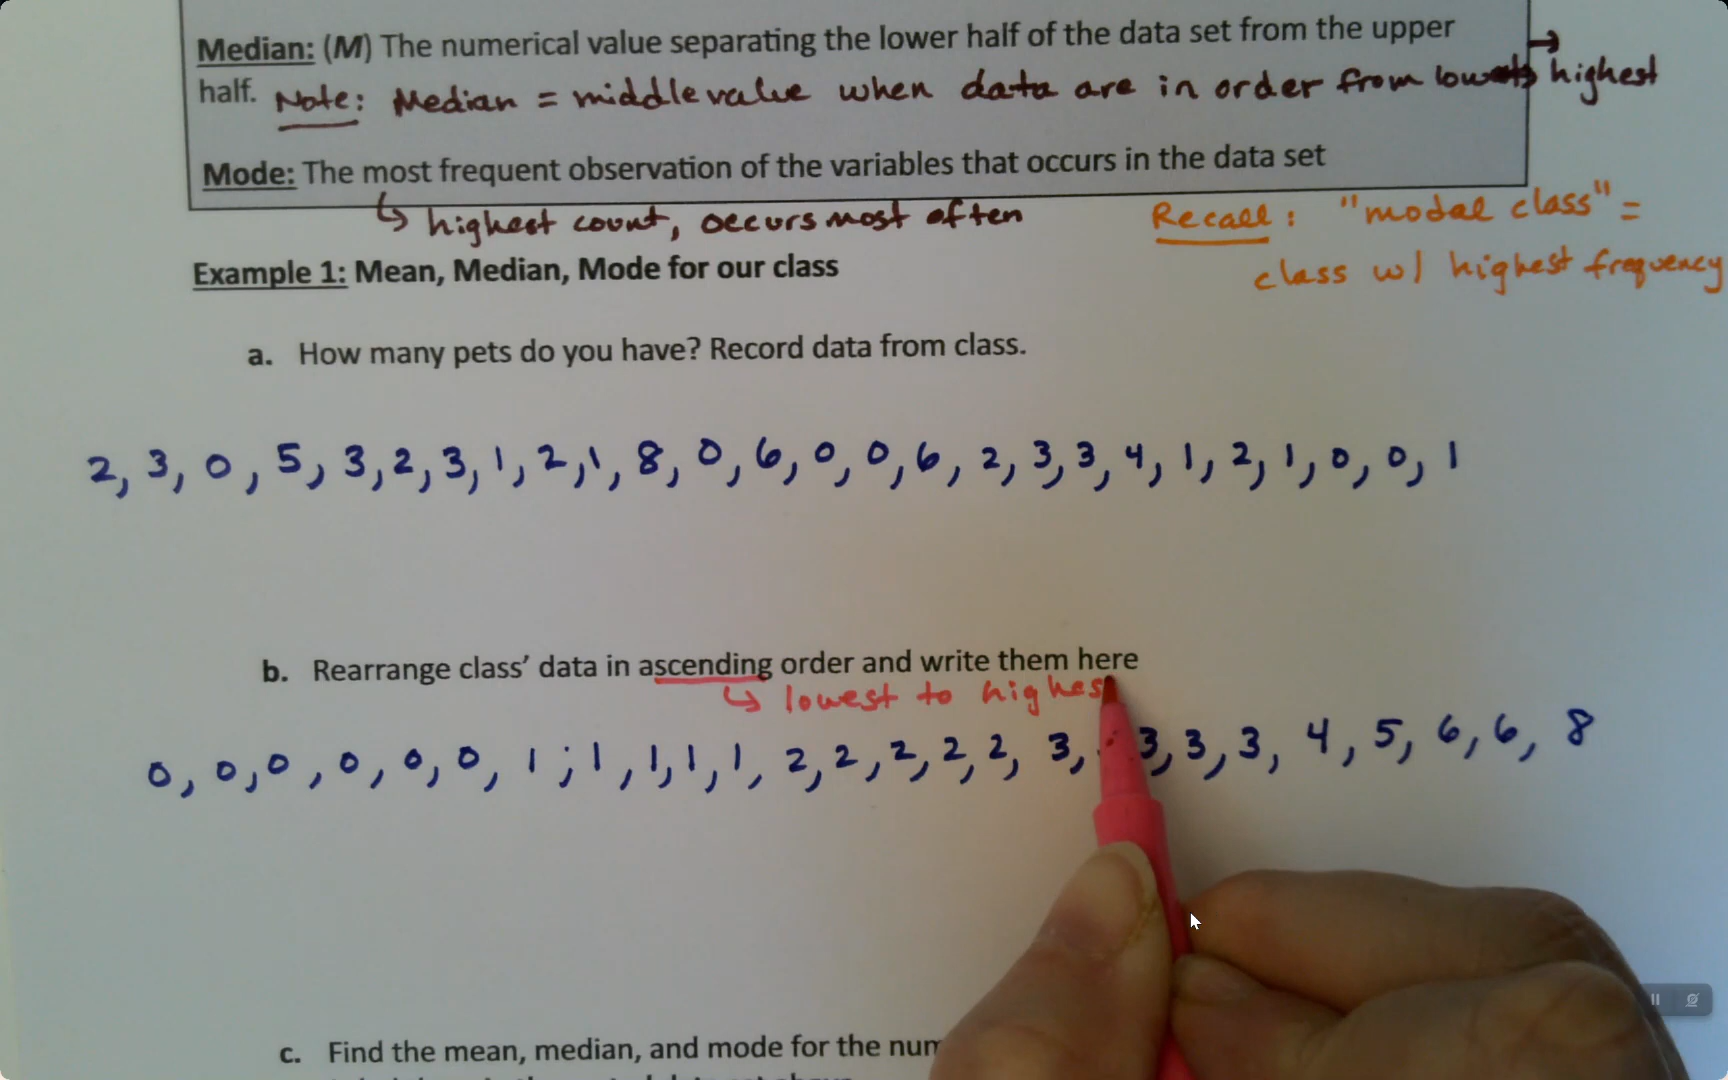 Median: (M) The numerical value separating the lower half of the data set from the upper
half. Note: Median = middle value when data are in order from → highest
Mode: The most frequent observation of the variables that occurs in the data set
↳ highest count, occurs most often
Recall: "modal class" =
class w/ highest frequency
Example 1: Mean, Median, Mode for our class
a. How many pets do you have? Record data from class.
2, 3, 0, 5, 3, 2, 3, 1, 2, 1, 8, 0, 6, 0, 0, 6, 2, 3, 3, 4, 1, 2, 1, 0, 0, 1
b. Rearrange class' data in ascending order and write them here
↳ lowest to highes
0, 0, 0, 0, 0, 0, 1, 1, 1, 1, 1, 2, 2, 2, 2, 2, 3, 3, 3, 3, 4, 5, 6, 6, 8
c. Find the mean, median, and mode for the num